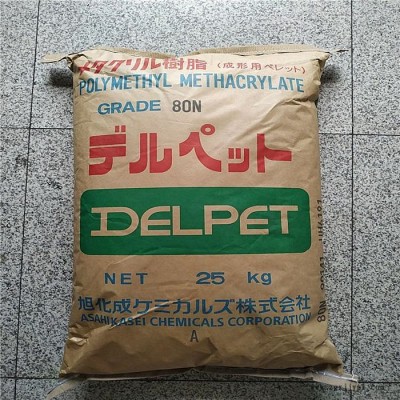 メタクリル樹脂 (成形用ペレット)
POLYMETHYL METHACRYLATE
GRADE 80N
デルペット
DELPET
NET 25 kg
旭化成ケミカルズ株式会社
ASAHIKASEI CHEMICALS CORPORATION
A
80N